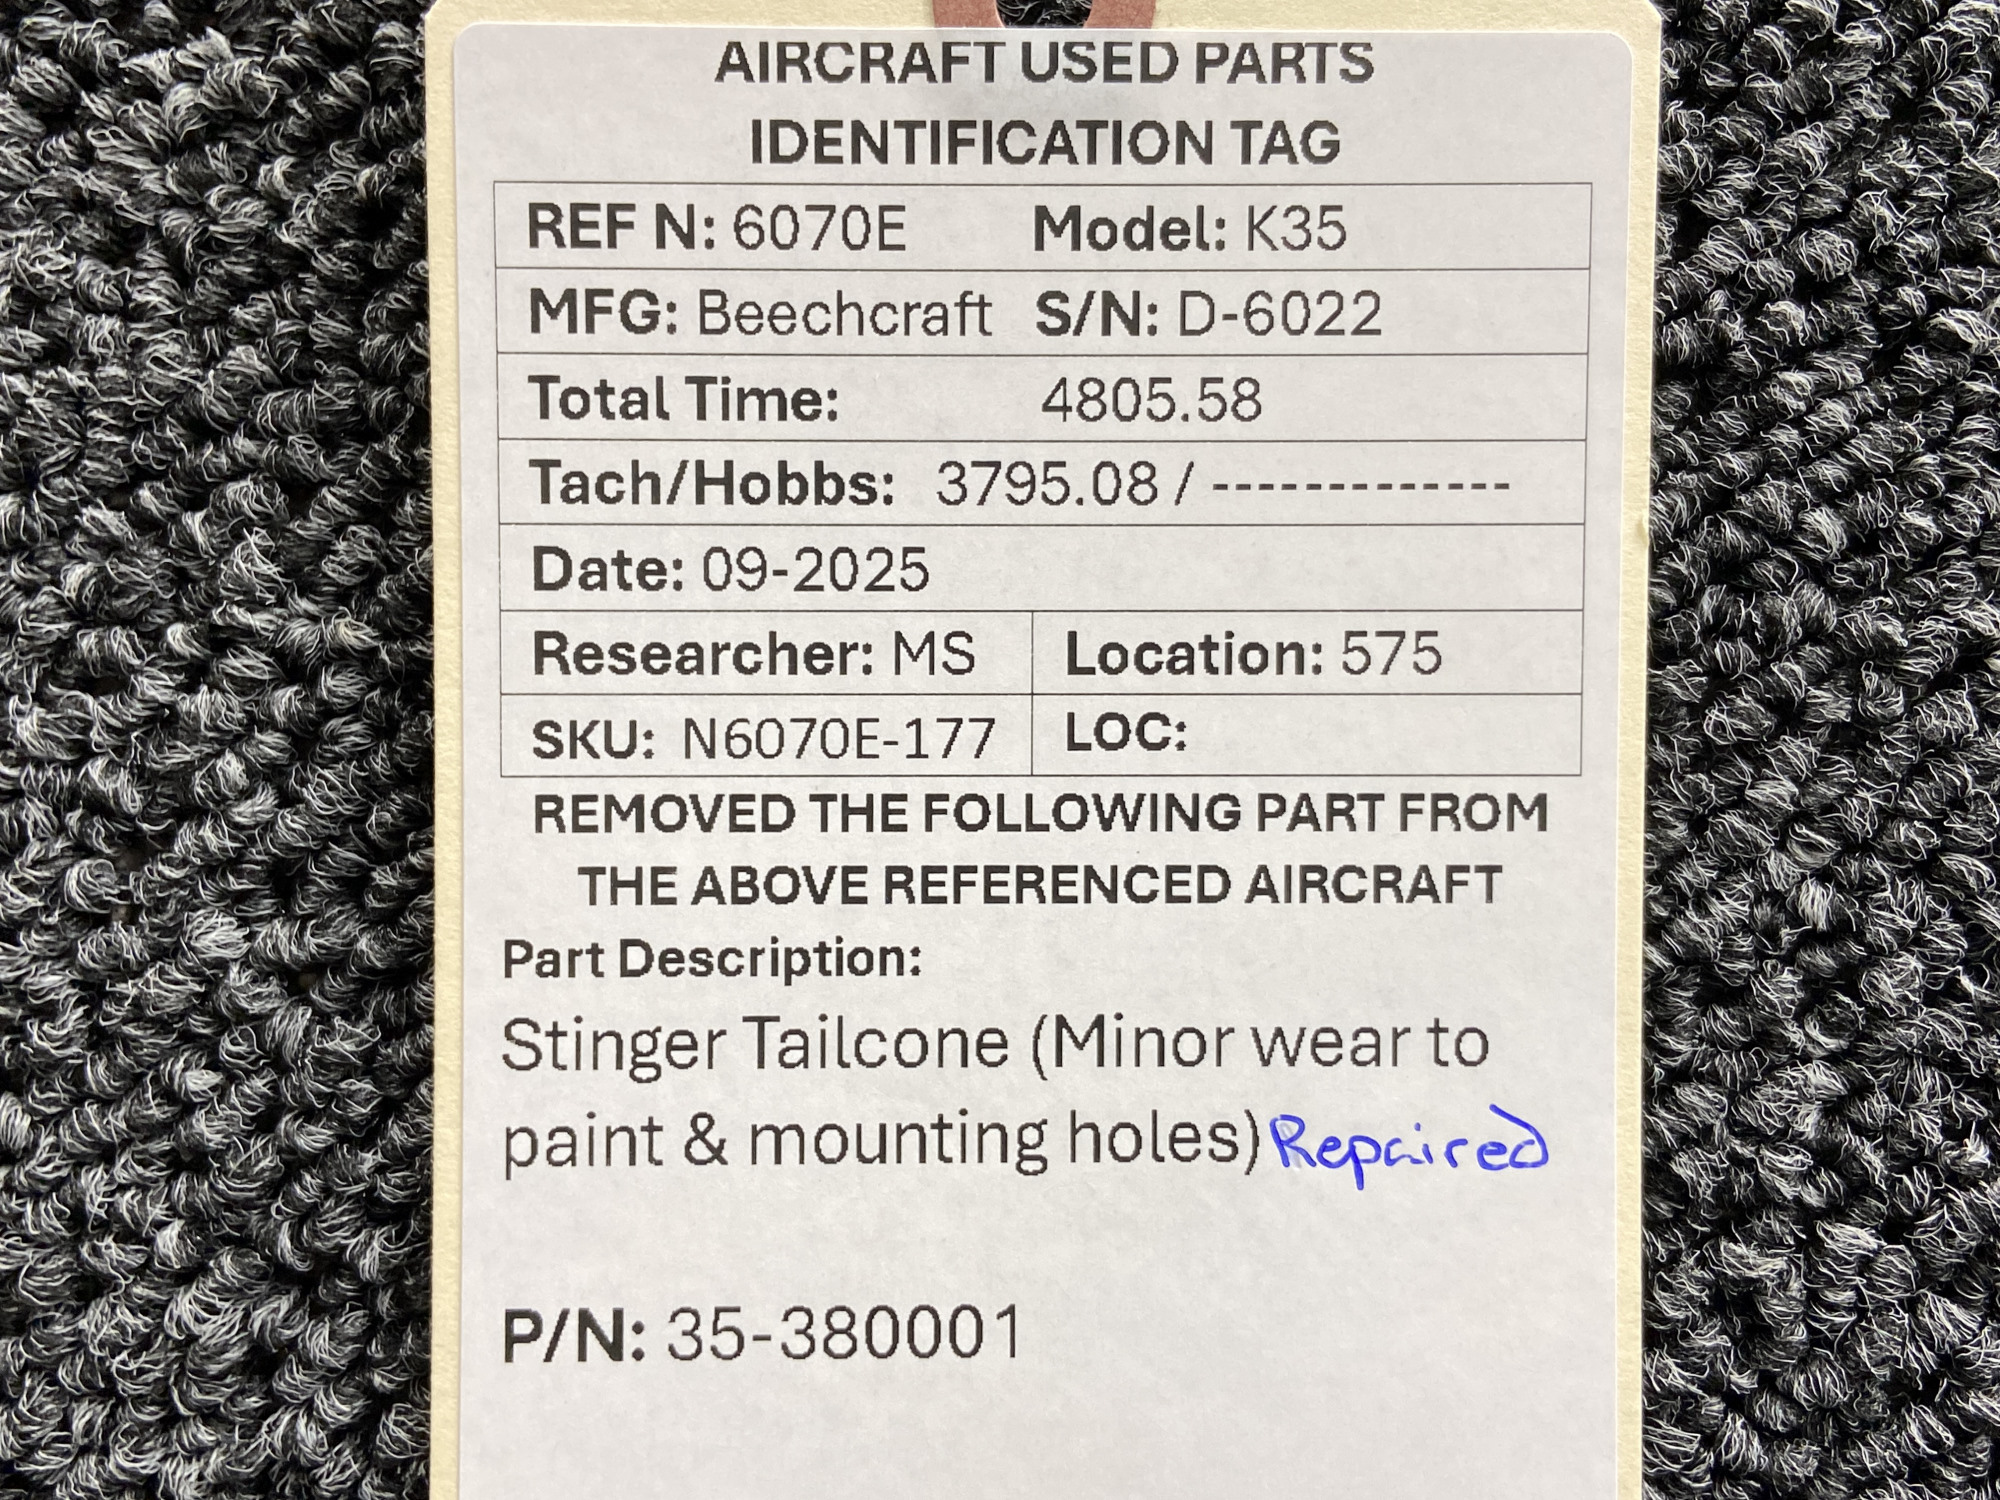 AIRCRAFT USED PARTS
IDENTIFICATION TAG
REF N: 6070E Model: K35
MFG: Beechcraft S/N: D-6022
Total Time: 4805.58
Tach/Hobbs: 3795.08 / -------------
Date: 09-2025
Researcher: MS Location: 575
SKU: N6070E-177 LOC:
REMOVED THE FOLLOWING PART FROM
THE ABOVE REFERENCED AIRCRAFT
Part Description:
Stinger Tailcone (Minor wear to
paint & mounting holes) Repaired
P/N: 35-380001